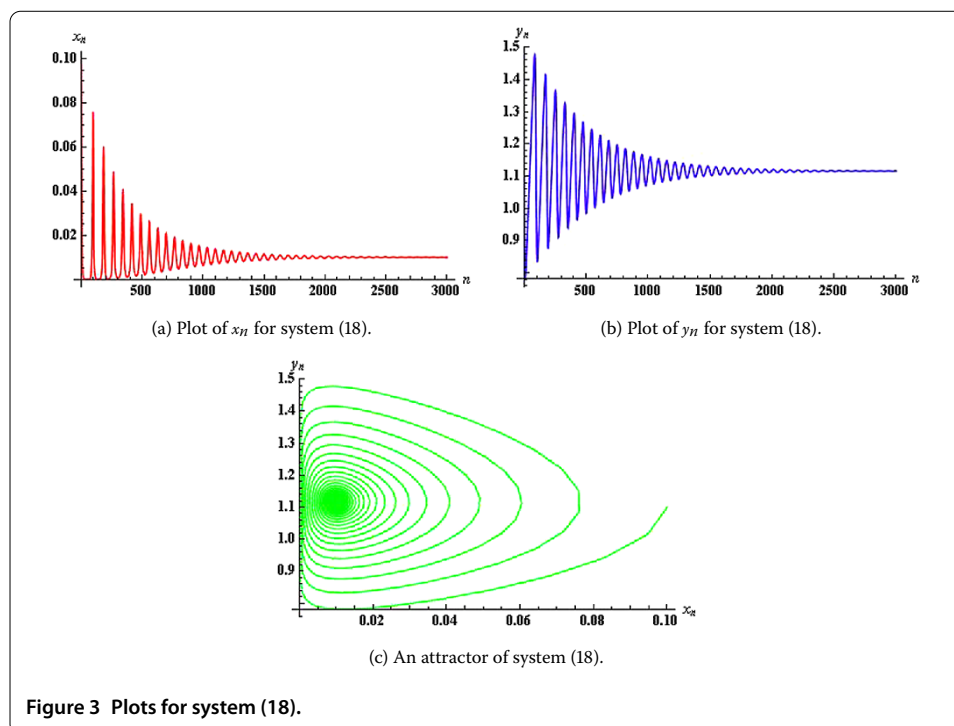 xn
0.10
0.08
0.06
0.04
0.02
500 1000 1500 2000 2500 3000 n
(a) Plot of xn for system (18).
yn
1.5
1.4
1.3
1.2
1.1
1.0
0.9
500 1000 1500 2000 2500 3000 n
(b) Plot of yn for system (18).
yn
1.5
1.4
1.3
1.2
1.1
1.0
0.9
0.02 0.04 0.06 0.08 0.10
xn
(c) An attractor of system (18).
Figure 3 Plots for system (18).